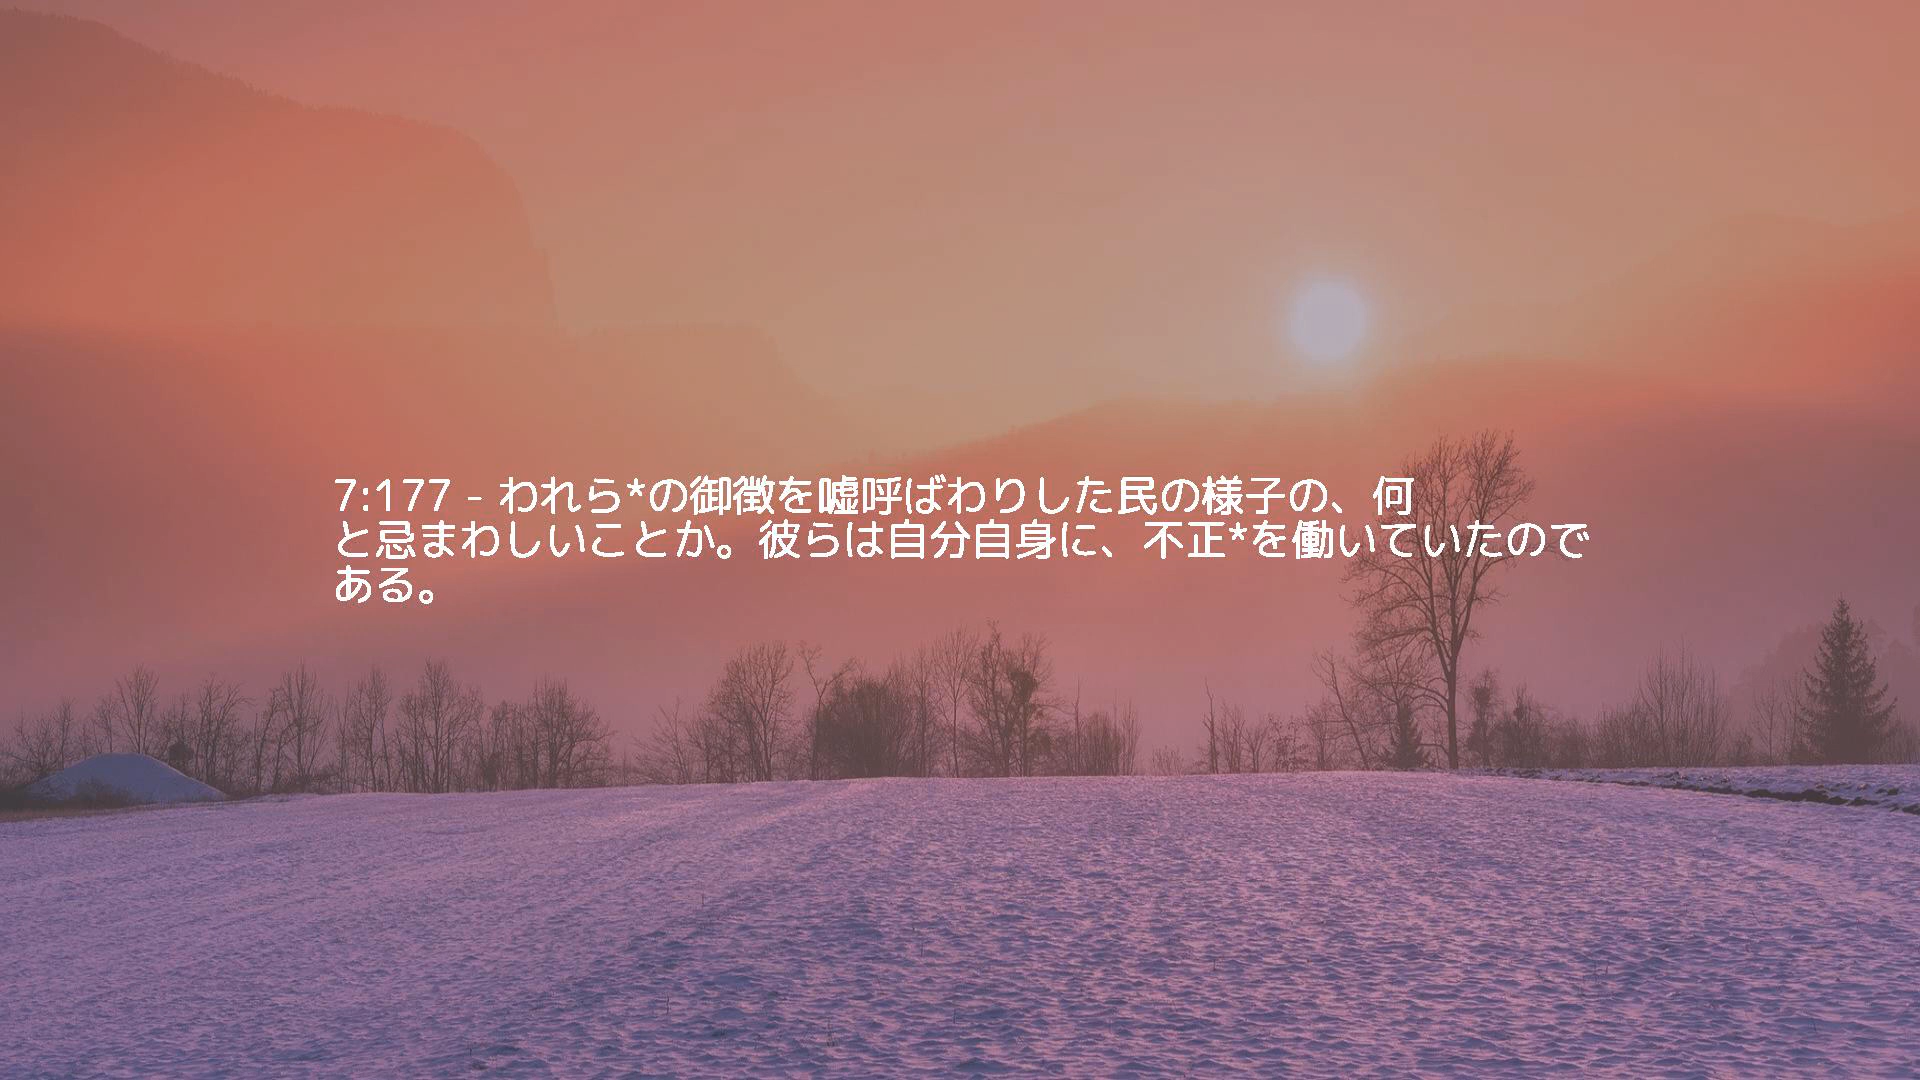 7:177 - われら*の御徴を嘘呼ばわりした民の様子の、何
と忌まわしいことか。彼らは自分自身に、不正*を働いていたので
ある。